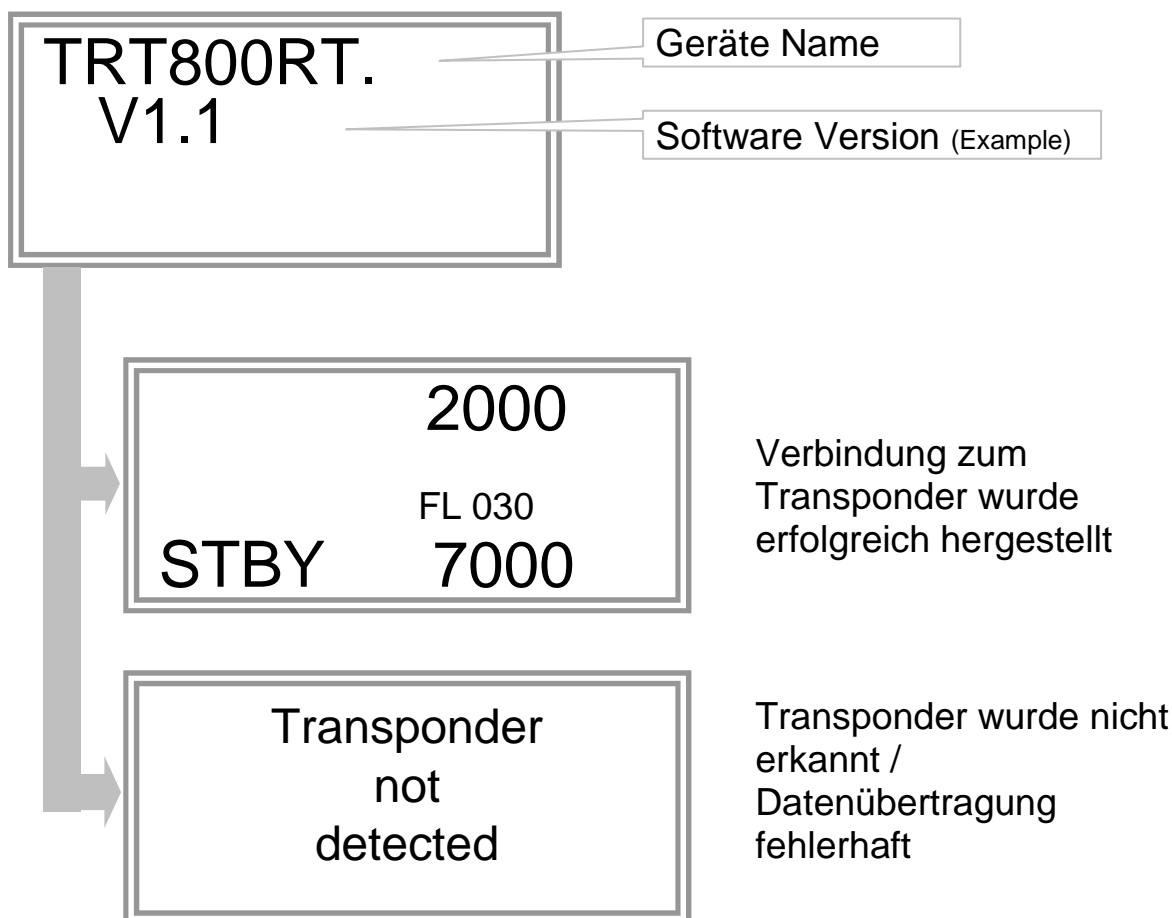 TRT800RT.
V1.1
Geräte Name
Software Version (Example)
2000
FL 030
STBY 7000
Verbindung zum
Transponder wurde
erfolgreich hergestellt
Transponder
not
detected
Transponder wurde nicht
erkannt /
Datenübertragung
fehlerhaft